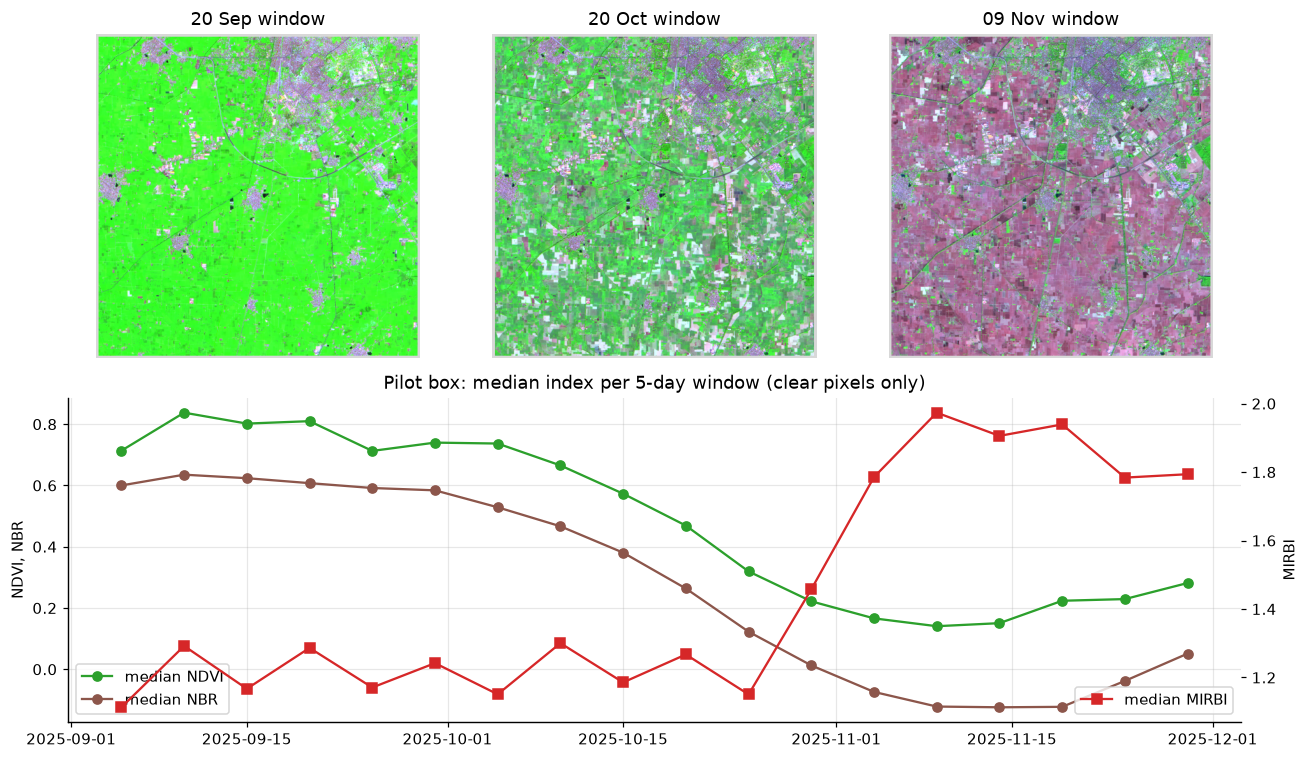 20 Sep window
20 Oct window
09 Nov window
Pilot box: median index per 5-day window (clear pixels only)
NDVI, NBR
0.8
0.6
0.4
0.2
0.0
MIRBI
2.0
1.8
1.6
1.4
1.2
median NDVI
median NBR
median MIRBI
2025-09-01
2025-09-15
2025-10-01
2025-10-15
2025-11-01
2025-11-15
2025-12-01